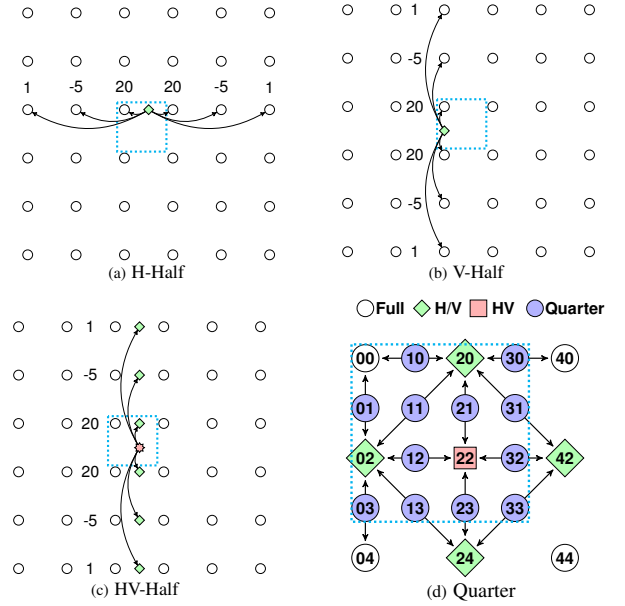 1 -5 20 20 -5 1
(a) H-Half
1
-5
20
20
-5
1
(b) V-Half
1
-5
20
20
-5
1
(c) HV-Half
Full H/V HV Quarter
00 10 20 30 40
01 11 21 31
02 12 22 32 42
03 13 23 33
04 24 44
(d) Quarter